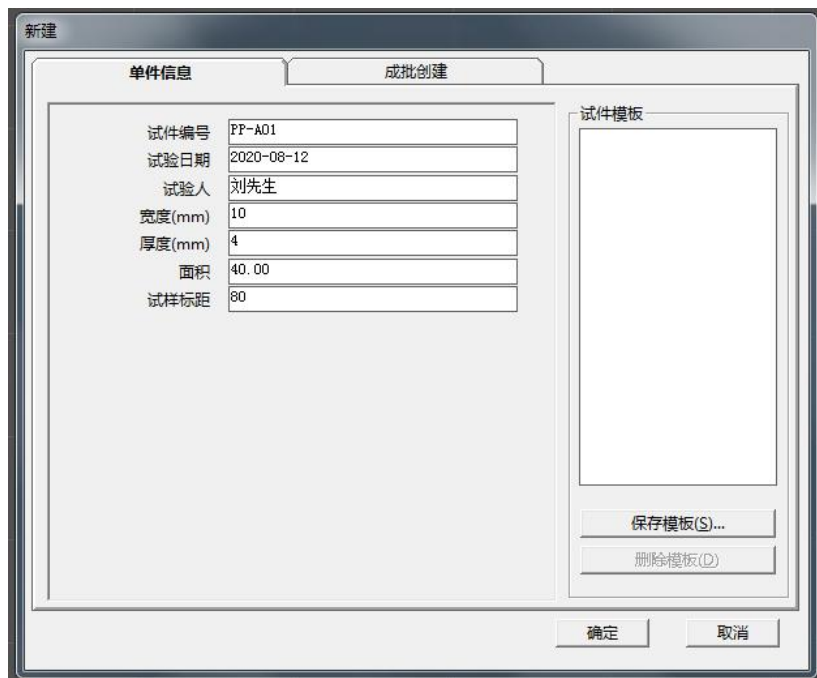 新建
单件信息
成批创建
试件编号 PP-A01
试验日期 2020-08-12
试验人 刘先生
宽度(mm) 10
厚度(mm) 4
面积 40.00
试样标距 80
试件模板
保存模板(S)...
删除模板(D)
确定
取消